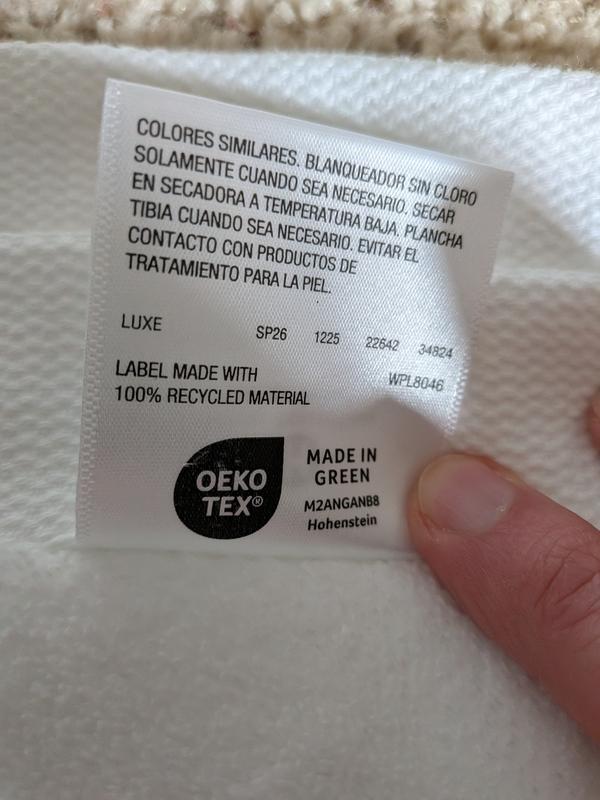 COLORES SIMILARES. BLANQUEADOR SIN CLORO
SOLAMENTE CUANDO SEA NECESARIO. SECAR
EN SECADORA A TEMPERATURA BAJA. PLANCHA
TIBIA CUANDO SEA NECESARIO. EVITAR EL
CONTACTO CON PRODUCTOS DE
TRATAMIENTO PARA LA PIEL.
LUXE SP26 1225 22642 34824
LABEL MADE WITH WPL8046
100% RECYCLED MATERIAL
OEKO
TEX®
MADE IN
GREEN
M2ANGANB8
Hohenstein